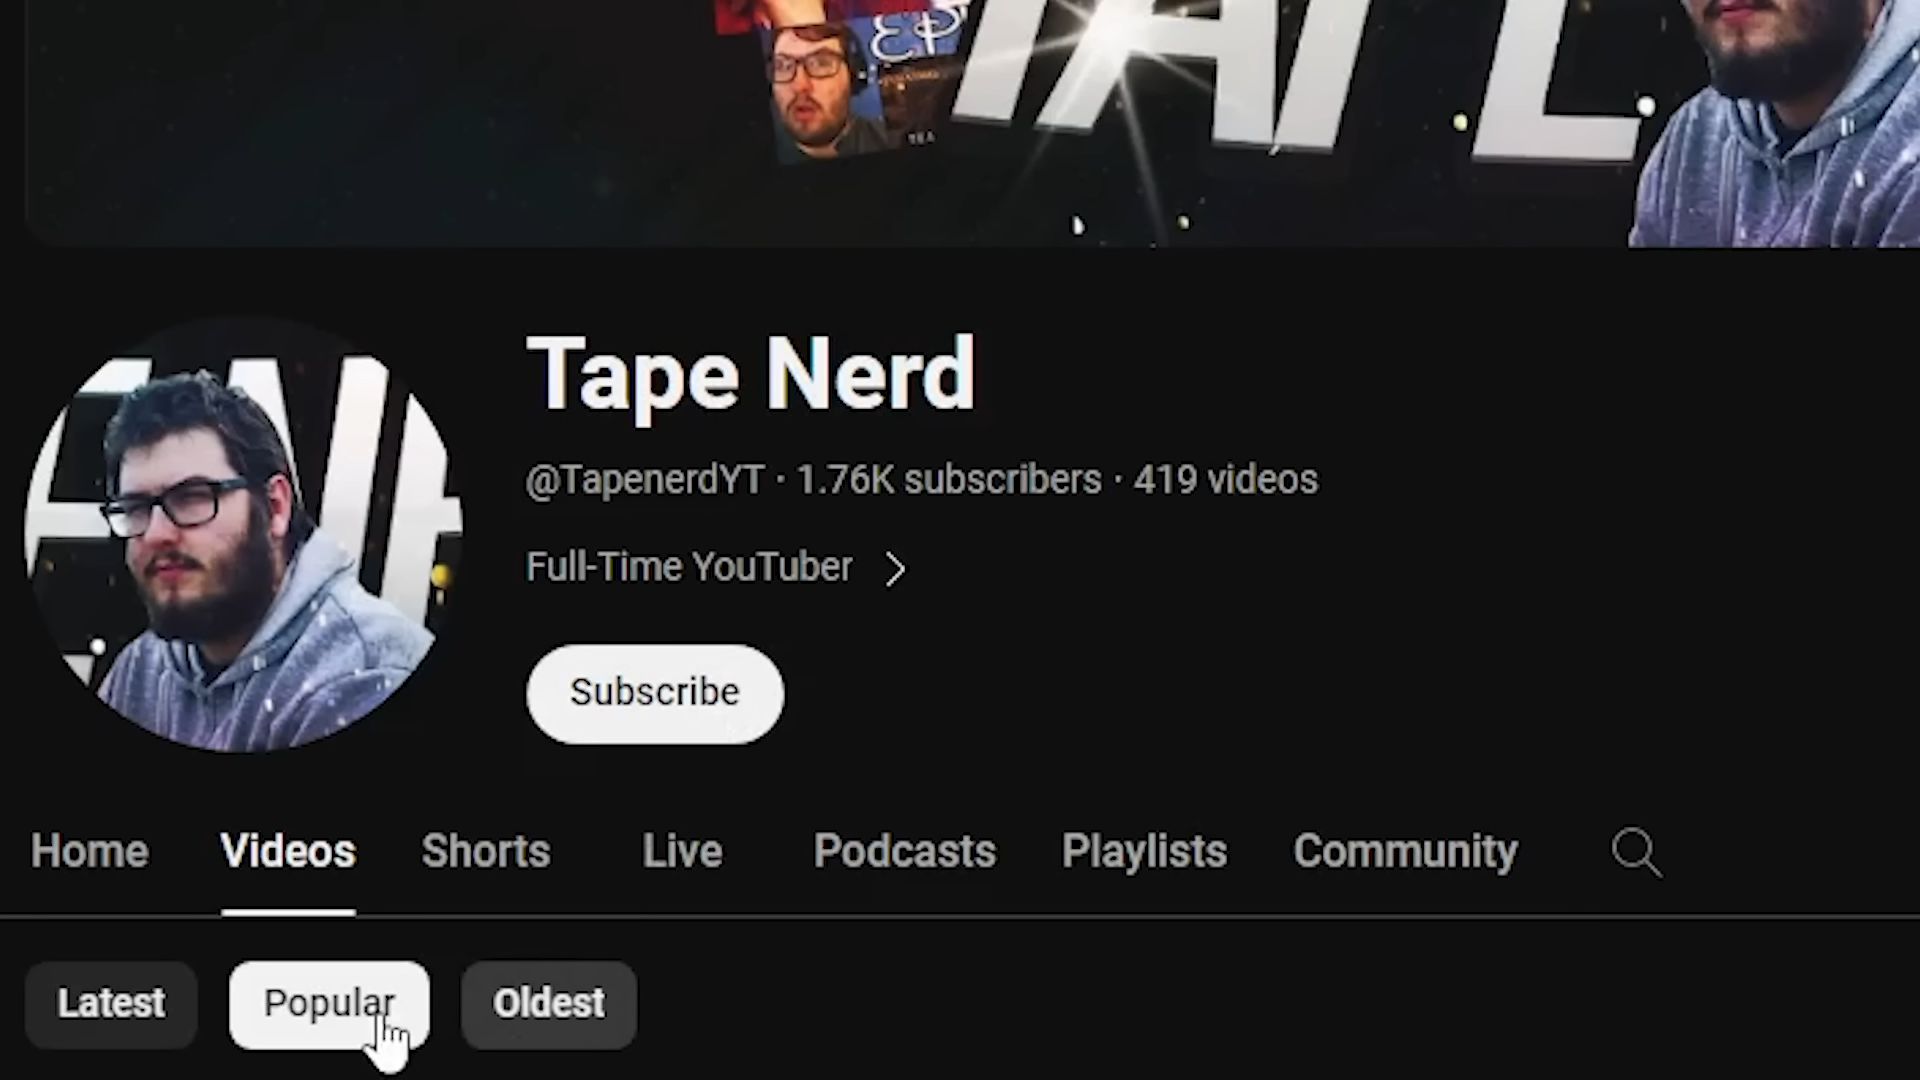 TAPE
Tape Nerd
@TapenerdYT · 1.76K subscribers · 419 videos
Full-Time YouTuber
Subscribe
Home Videos Shorts Live Podcasts Playlists Community
Latest Popular Oldest